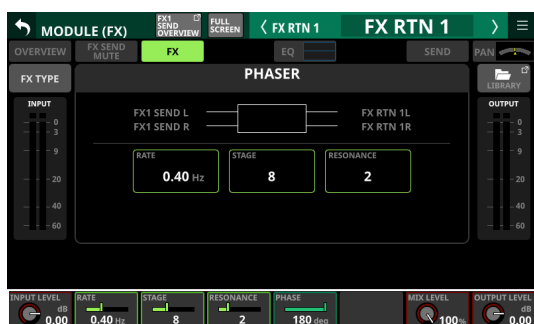 MODULE (FX)
FX1 SEND OVERVIEW
FULL SCREEN
FX RTN 1
FX RTN 1
OVERVIEW
FX SEND MUTE
FX
EQ
SEND
PAN
FX TYPE
PHASER
LIBRARY
INPUT
0
3
9
20
40
60
FX1 SEND L
FX1 SEND R
FX RTN 1L
FX RTN 1R
RATE
0.40 Hz
STAGE
8
RESONANCE
2
OUTPUT
0
3
9
20
40
60
INPUT LEVEL
dB
0.00
RATE
0.40 Hz
STAGE
8
RESONANCE
2
PHASE
180 deg
MIX LEVEL
100%
OUTPUT LEVEL
dB
0.00